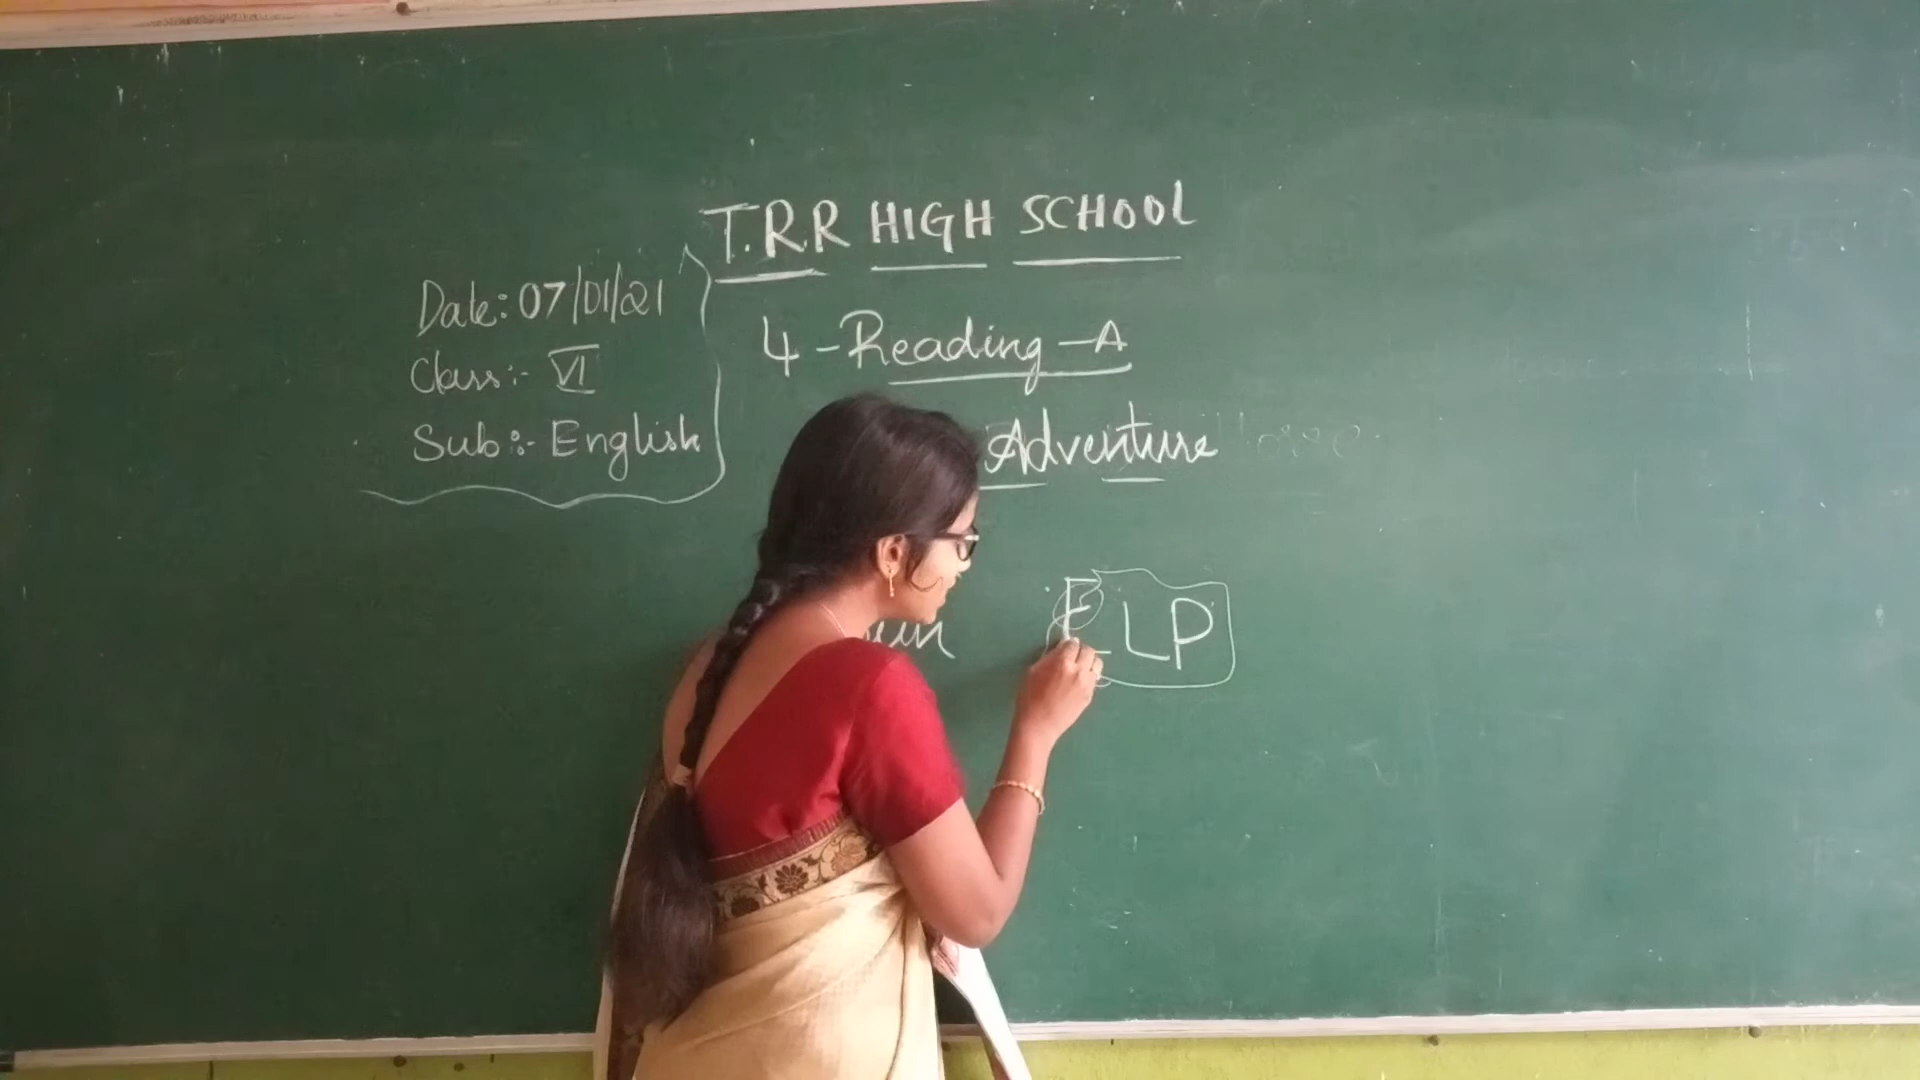 T.R.R HIGH SCHOOL
Date: 07/01/21
Class:- VI
Sub:- English
4 - Reading - A
Adventure
ELP